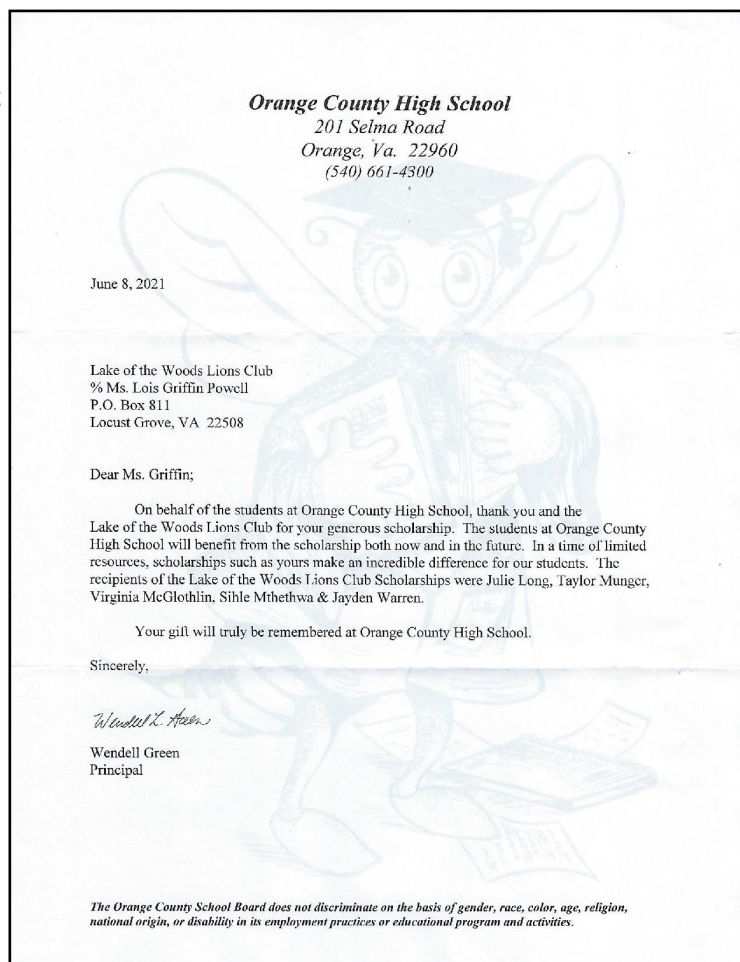 Orange County High School
201 Selma Road
Orange, Va. 22960
(540) 661-4300
June 8, 2021
Lake of the Woods Lions Club
% Ms. Lois Griffin Powell
P.O. Box 811
Locust Grove, VA 22508
Dear Ms. Griffin;
On behalf of the students at Orange County High School, thank you and the
Lake of the Woods Lions Club for your generous scholarship. The students at Orange County
High School will benefit from the scholarship both now and in the future. In a time of limited
resources, scholarships such as yours make an incredible difference for our students. The
recipients of the Lake of the Woods Lions Club Scholarships were Julie Long, Taylor Munger,
Virginia McGlothlin, Sihle Mthethwa & Jayden Warren.
Your gift will truly be remembered at Orange County High School.
Sincerely,
Wendell L. Green
Wendell Green
Principal
The Orange County School Board does not discriminate on the basis of gender, race, color, age, religion,
national origin, or disability in its employment practices or educational program and activities.